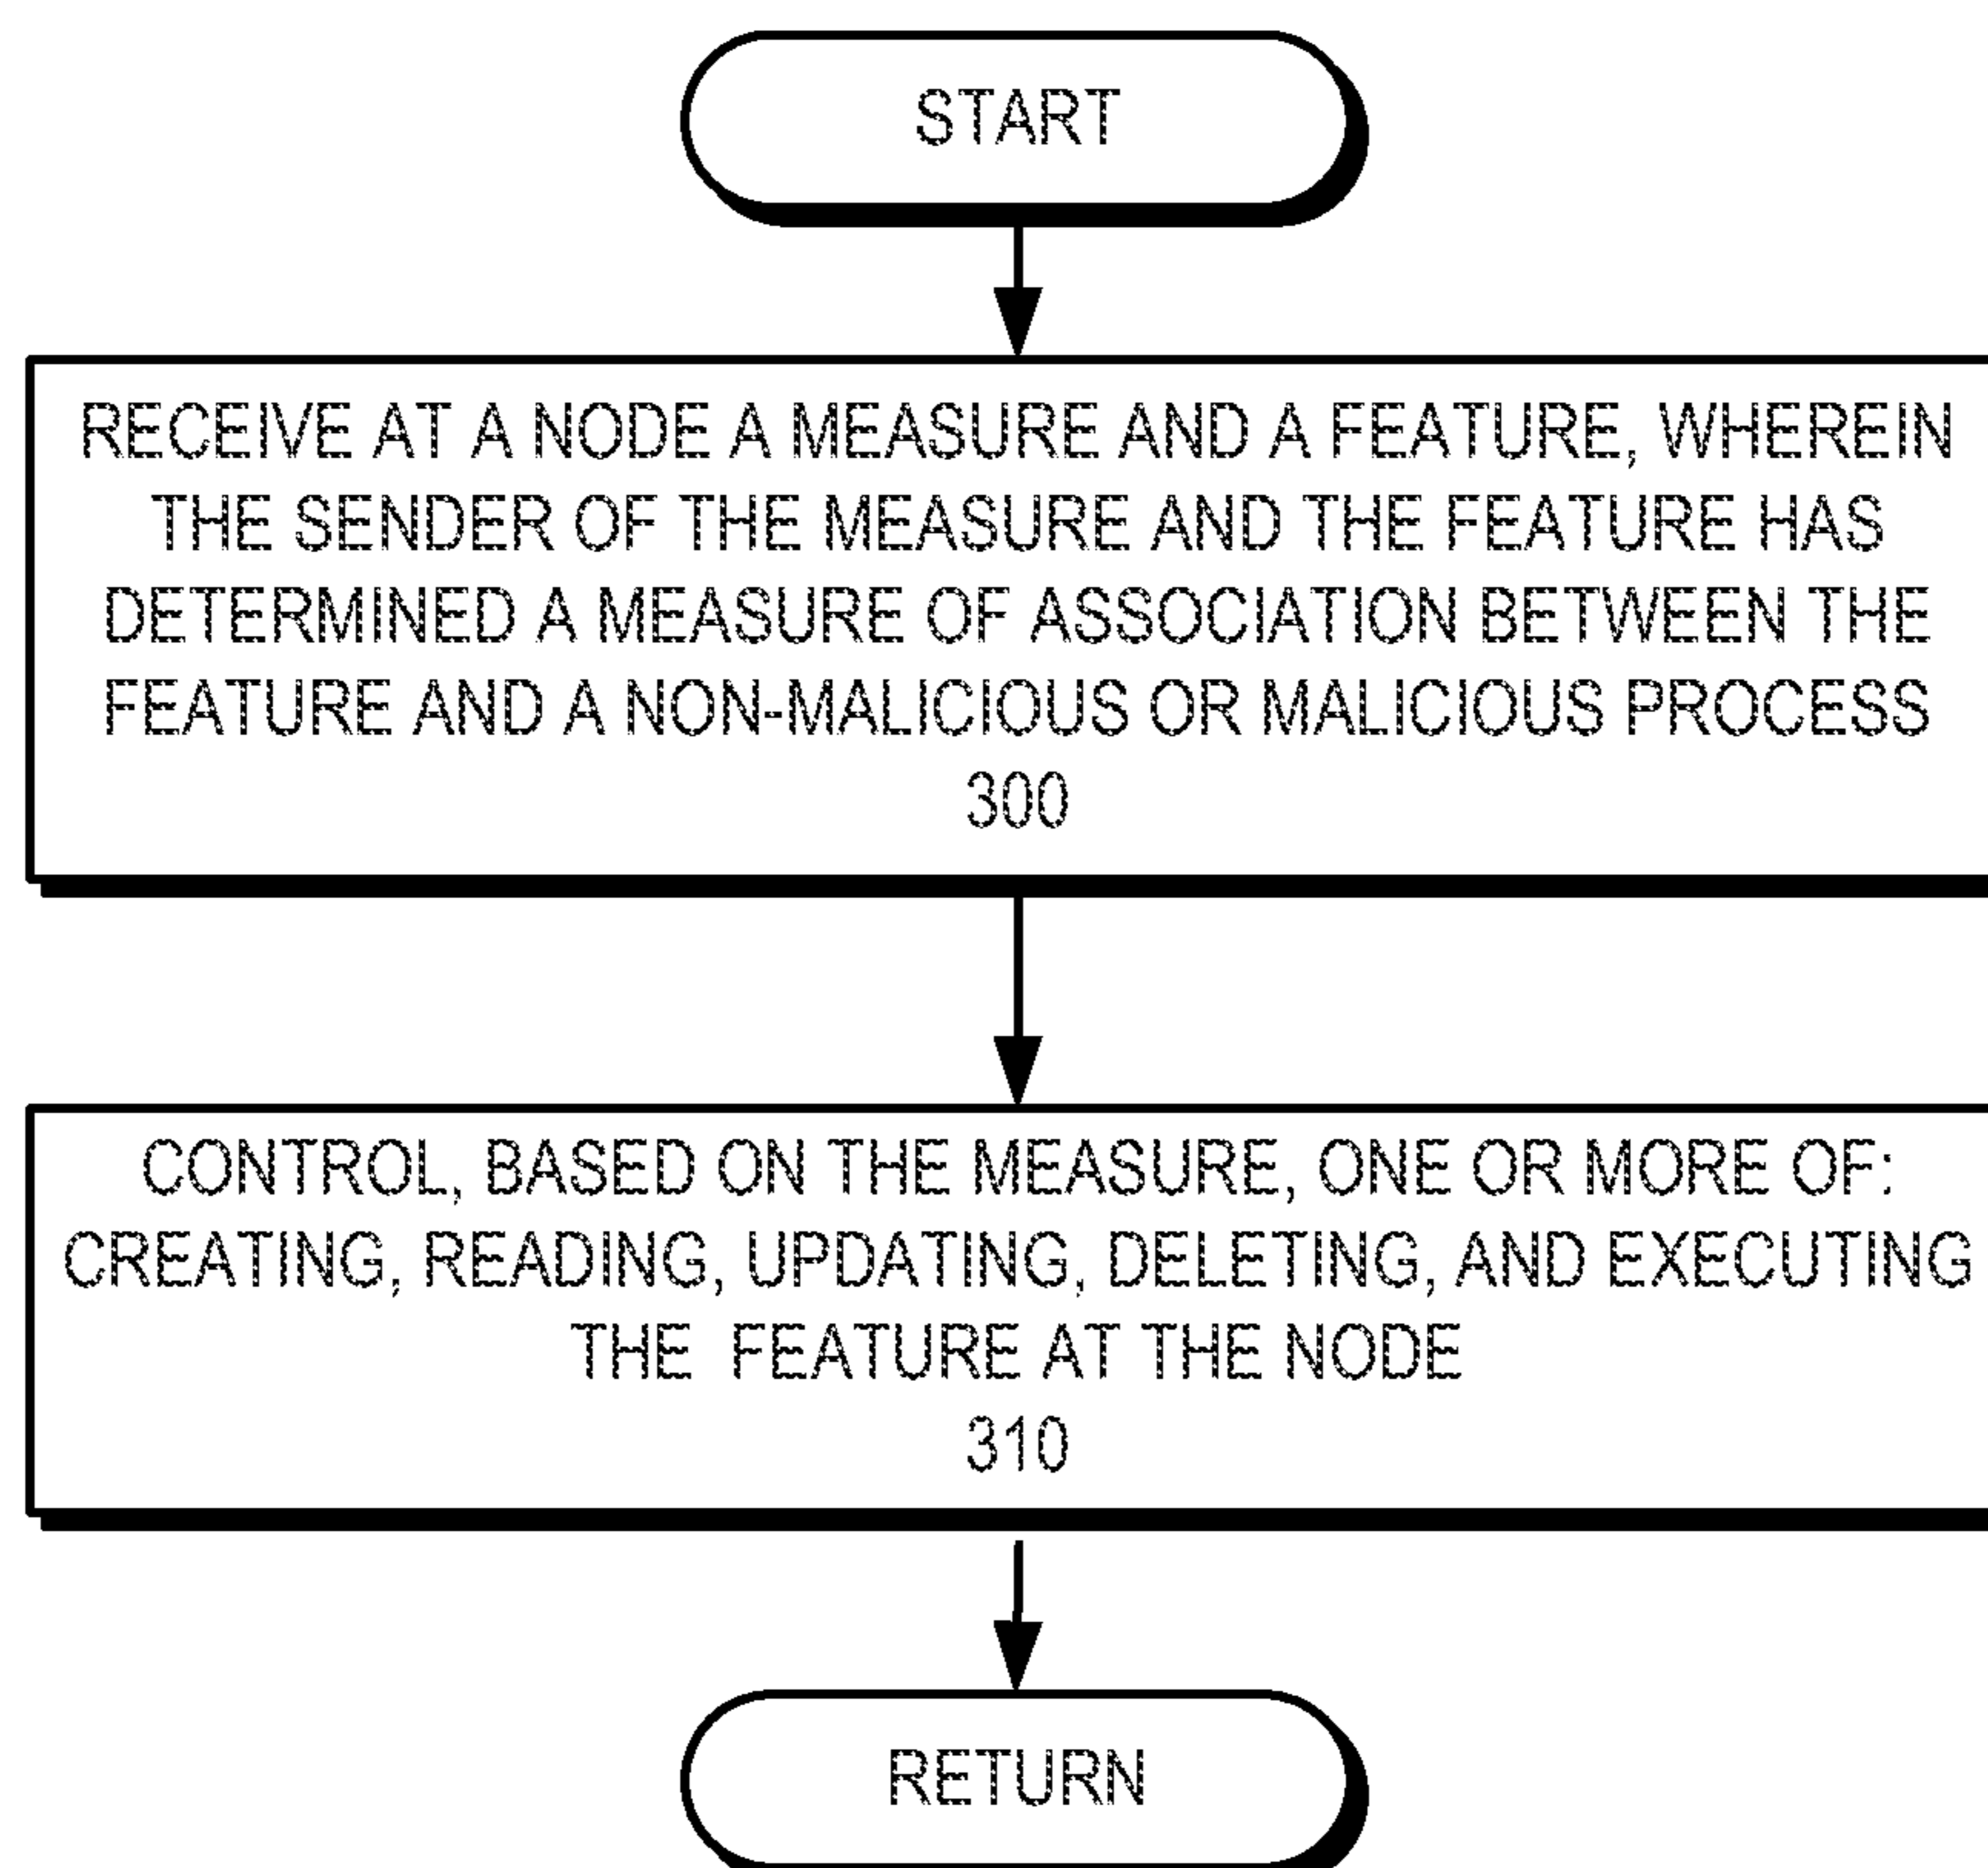 START
RECEIVE AT A NODE A MEASURE AND A FEATURE, WHEREIN
THE SENDER OF THE MEASURE AND THE FEATURE HAS
DETERMINED A MEASURE OF ASSOCIATION BETWEEN THE
FEATURE AND A NON-MALICIOUS OR MALICIOUS PROCESS
300
CONTROL, BASED ON THE MEASURE, ONE OR MORE OF:
CREATING, READING, UPDATING, DELETING, AND EXECUTING
THE FEATURE AT THE NODE
310
RETURN